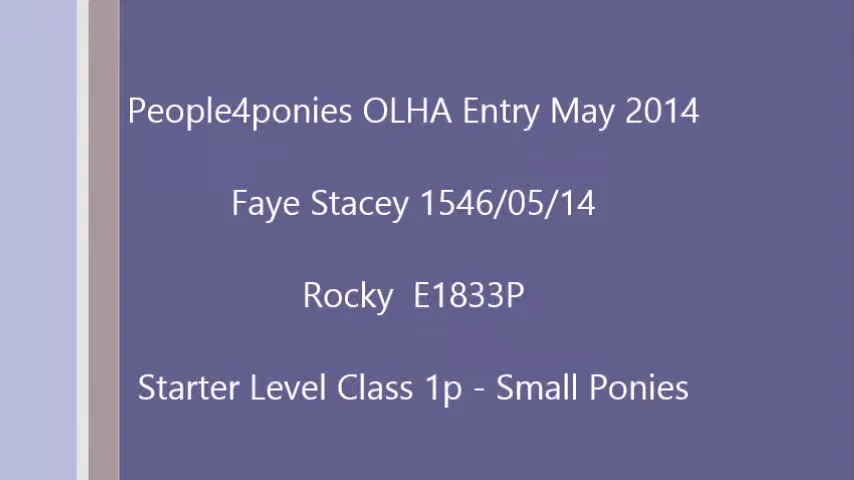 People4ponies OLHA Entry May 2014
Faye Stacey 1546/05/14
Rocky  E1833P
Starter Level Class 1p - Small Ponies